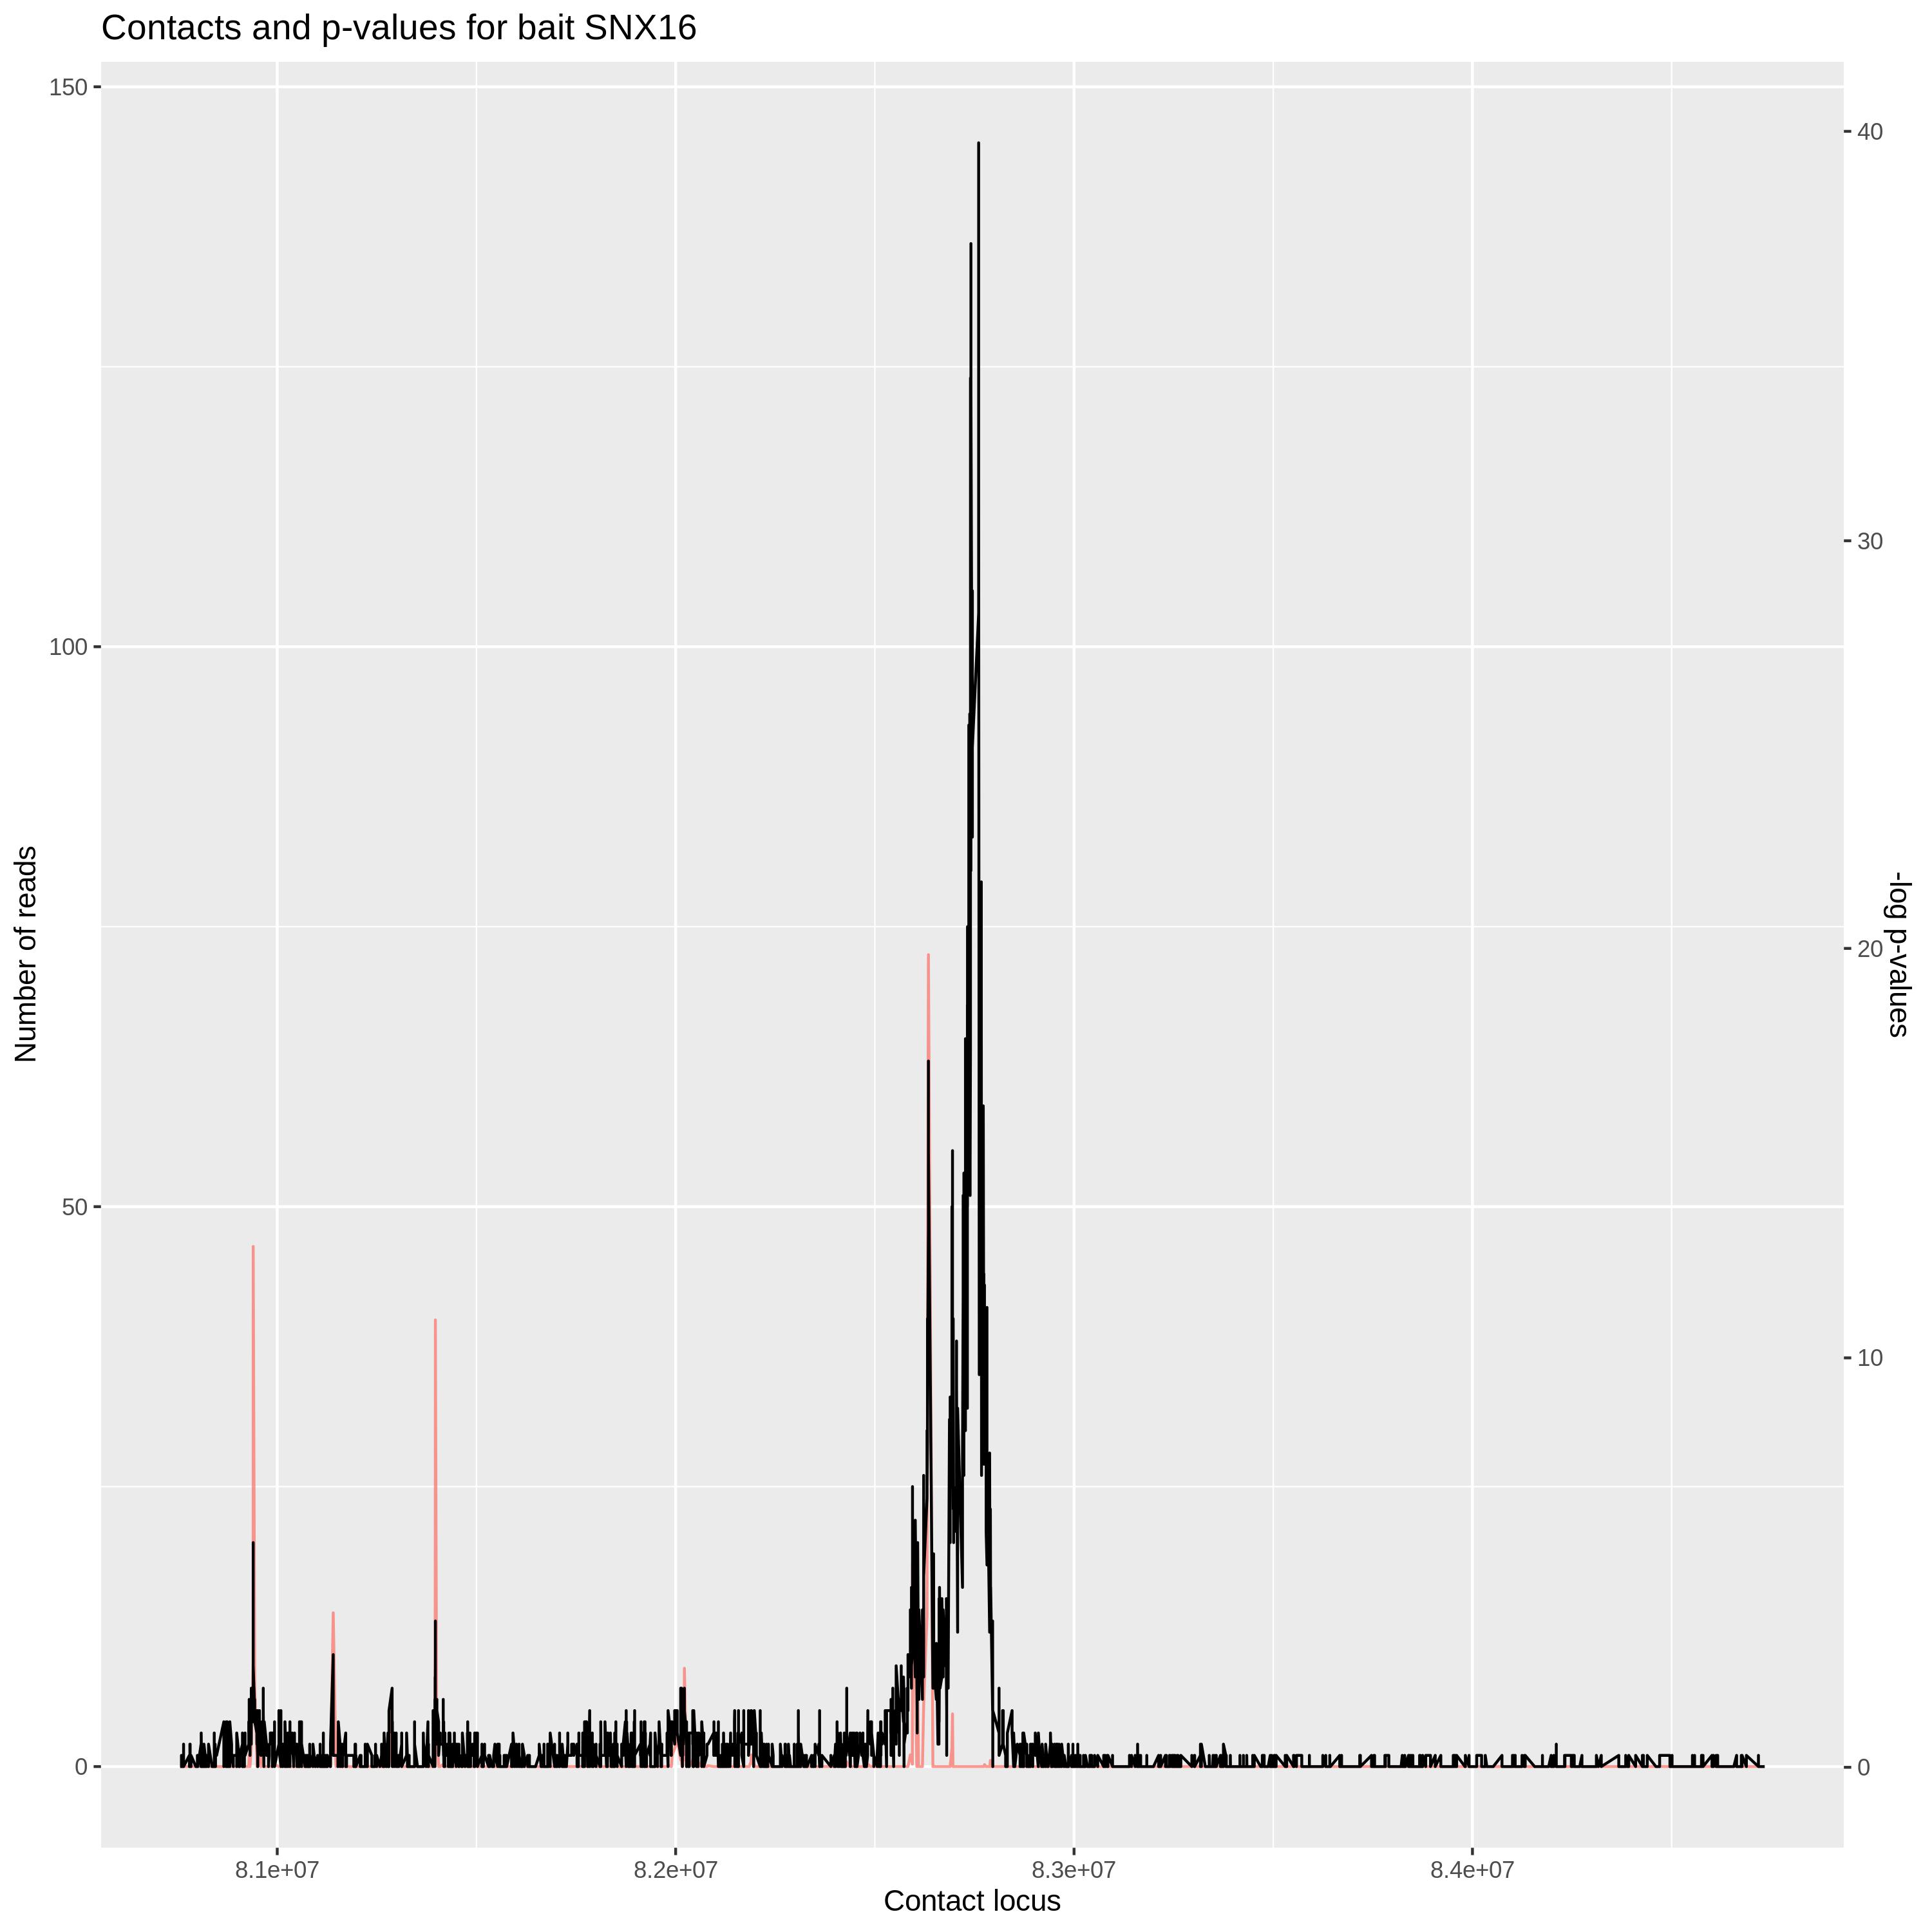 Contacts and p-values for bait SNX16
150
100
50
0
40
30
20
10
0
Number of reads
-log p-values
8.1e+07
8.2e+07
8.3e+07
8.4e+07
Contact locus